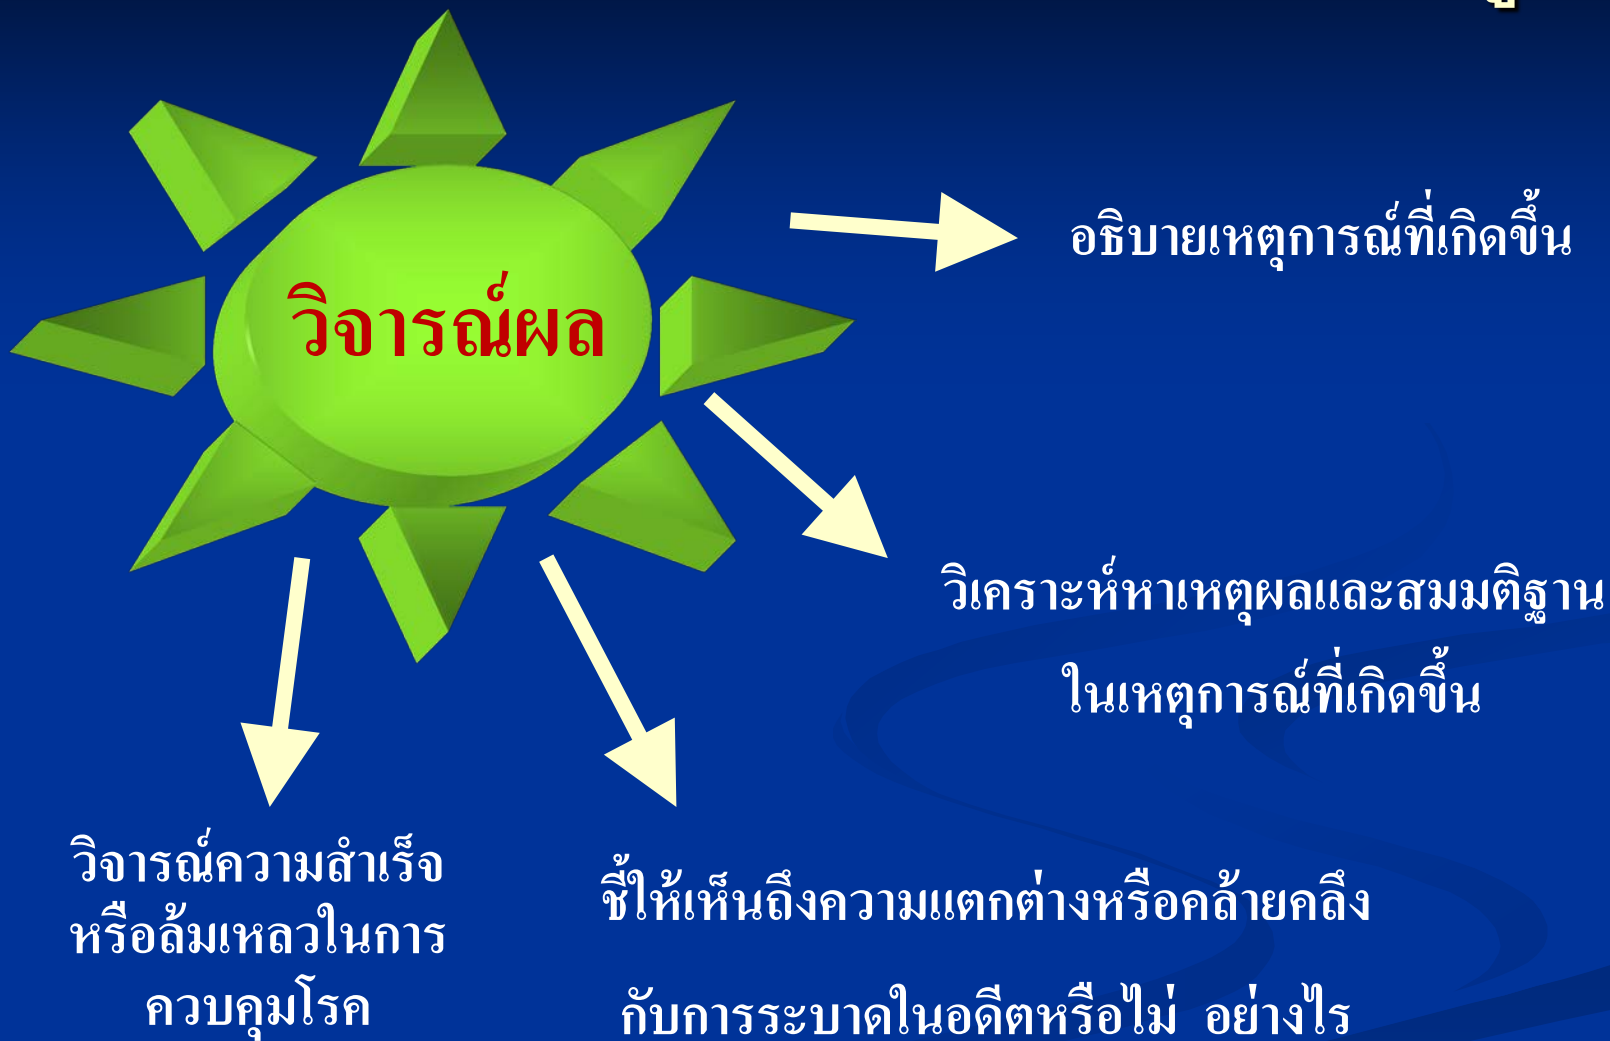 วิจารณ์ผล
อธิบายเหตุการณ์ที่เกิดขึ้น
วิเคราะห์หาเหตุผลและสมมติฐาน
ในเหตุการณ์ที่เกิดขึ้น
ชี้ให้เห็นถึงความแตกต่างหรือคล้ายคลึง
กับการระบาดในอดีตหรือไม่ อย่างไร
วิจารณ์ความสำเร็จ
หรือล้มเหลวในการ
ควบคุมโรค